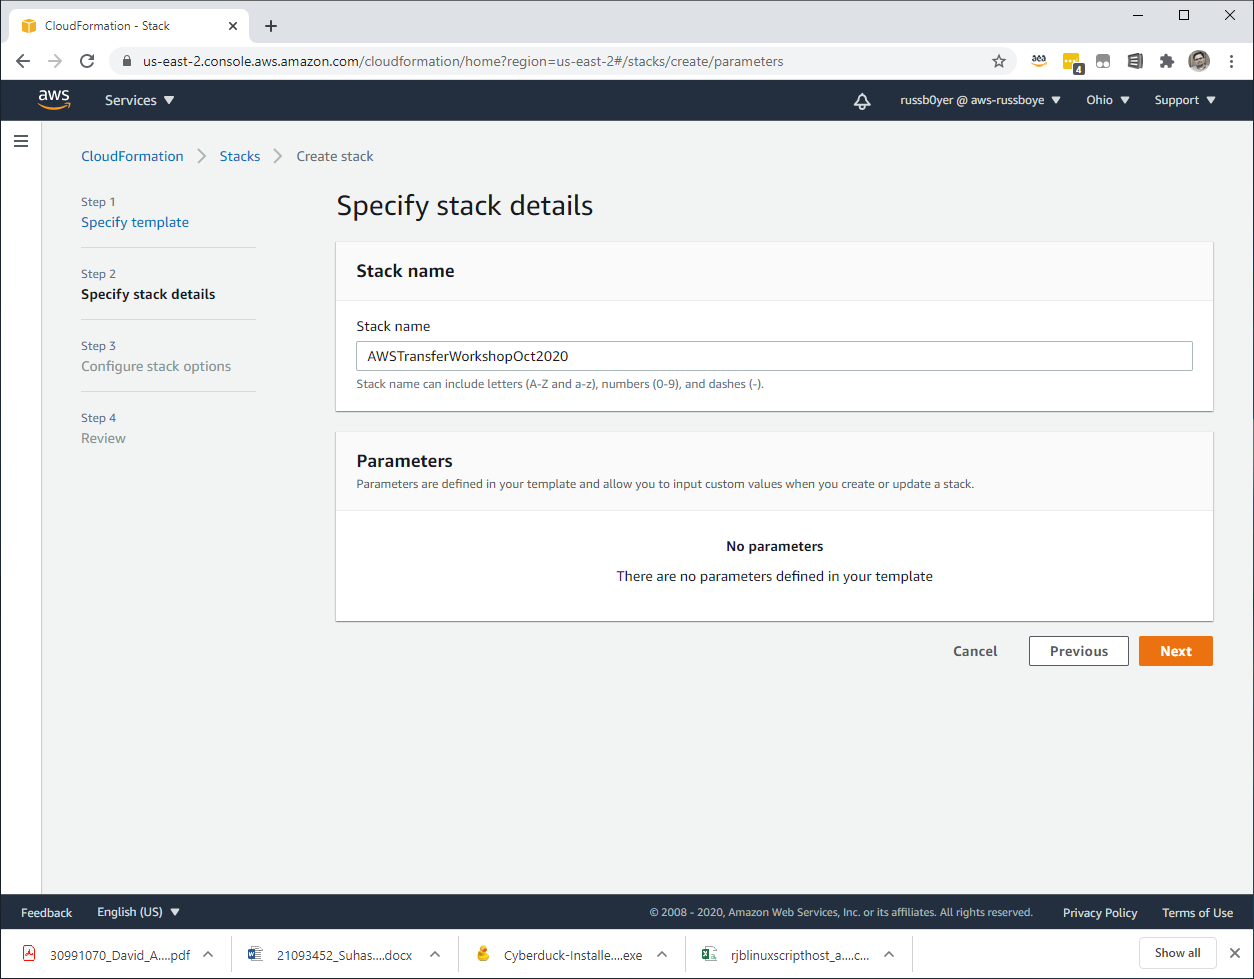 CloudFormation - Stack
us-east-2.console.aws.amazon.com/cloudformation/home?region=us-east-2#/stacks/create/parameters
aea
4
aws
Services
russb0yer @ aws-russboye
Ohio
Support
CloudFormation
Stacks
Create stack
Step 1
Specify template
Step 2
Specify stack details
Step 3
Configure stack options
Step 4
Review
Specify stack details
Stack name
Stack name
AWSTransferWorkshopOct2020
Stack name can include letters (A-Z and a-z), numbers (0-9), and dashes (-).
Parameters
Parameters are defined in your template and allow you to input custom values when you create or update a stack.
No parameters
There are no parameters defined in your template
Cancel
Previous
Next
Feedback
English (US)
© 2008 - 2020, Amazon Web Services, Inc. or its affiliates. All rights reserved.
Privacy Policy
Terms of Use
30991070_David_A....pdf
21093452_Suhas....docx
Cyberduck-Installe....exe
rjblinuxscripthost_a....c...
Show all